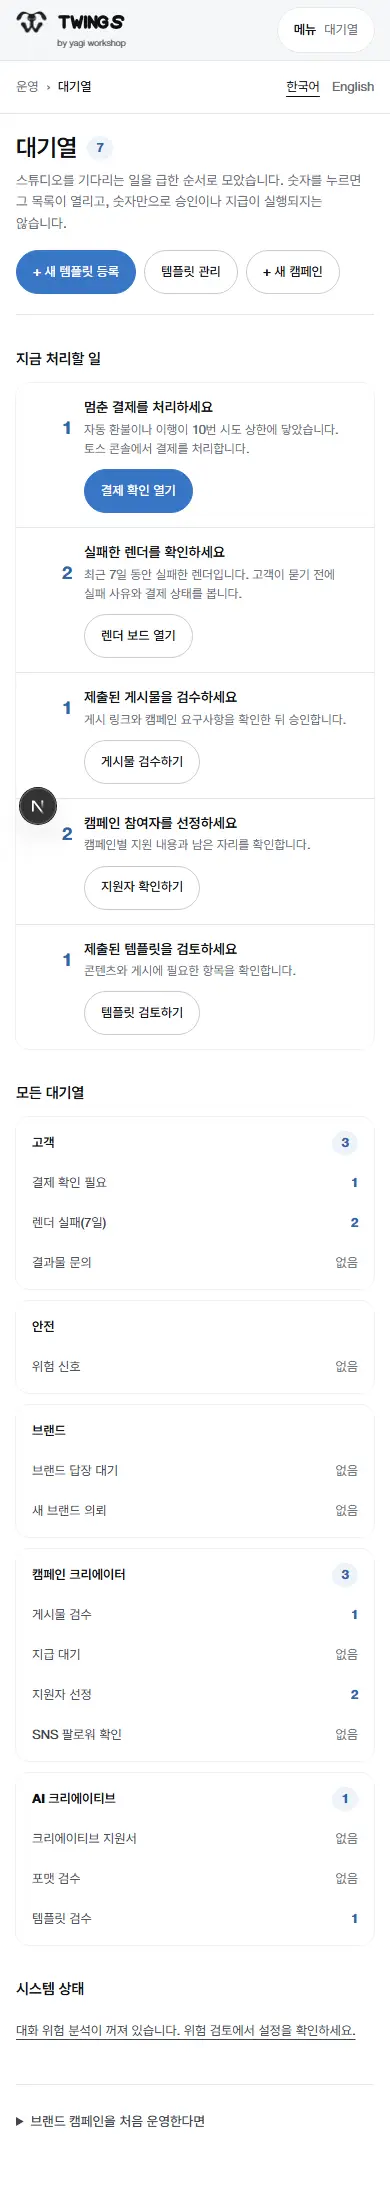 TWINGS
by yagi workshop
메뉴 대기열
운영 › 대기열
한국어 English
대기열 7
스튜디오를 기다리는 일을 급한 순서로 모았습니다. 숫자를 누르면
그 목록이 열리고, 숫자만으로 승인이나 지급이 실행되지는
않습니다.
+ 새 템플릿 등록
템플릿 관리
+ 새 캠페인
지금 처리할 일
멈춘 결제를 처리하세요
1
자동 환불이나 이행이 10번 시도 상한에 닿았습니다.
토스 콘솔에서 결제를 처리합니다.
결제 확인 열기
실패한 렌더를 확인하세요
2
최근 7일 동안 실패한 렌더입니다. 고객이 묻기 전에
실패 사유와 결제 상태를 봅니다.
렌더 보드 열기
제출된 게시물을 검수하세요
1
게시 링크와 캠페인 요구사항을 확인한 뒤 승인합니다.
게시물 검수하기
N
캠페인 참여자를 선정하세요
2
캠페인별 지원 내용과 남은 자리를 확인합니다.
지원자 확인하기
제출된 템플릿을 검토하세요
1
콘텐츠와 게시에 필요한 항목을 확인합니다.
템플릿 검토하기
모든 대기열
고객 3
결제 확인 필요 1
렌더 실패(7일) 2
결과물 문의 없음
안전
위험 신호 없음
브랜드
브랜드 답장 대기 없음
새 브랜드 의뢰 없음
캠페인 크리에이터 3
게시물 검수 1
지급 대기 없음
지원자 선정 2
SNS 팔로워 확인 없음
AI 크리에이티브 1
크리에이티브 지원서 없음
포맷 검수 없음
템플릿 검수 1
시스템 상태
대화 위험 분석이 꺼져 있습니다. 위험 검토에서 설정을 확인하세요.
▶ 브랜드 캠페인을 처음 운영한다면